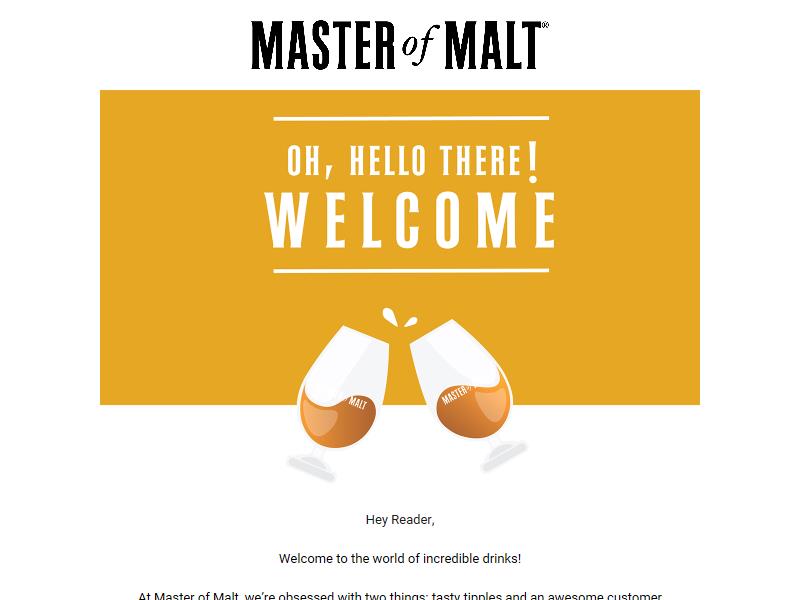 MASTER of MALT®
OH, HELLO THERE!
WELCOME
MALT
MASTER OF
Hey Reader,
Welcome to the world of incredible drinks!
At Master of Malt, we're obsessed with two things: tasty tipples and an awesome customer